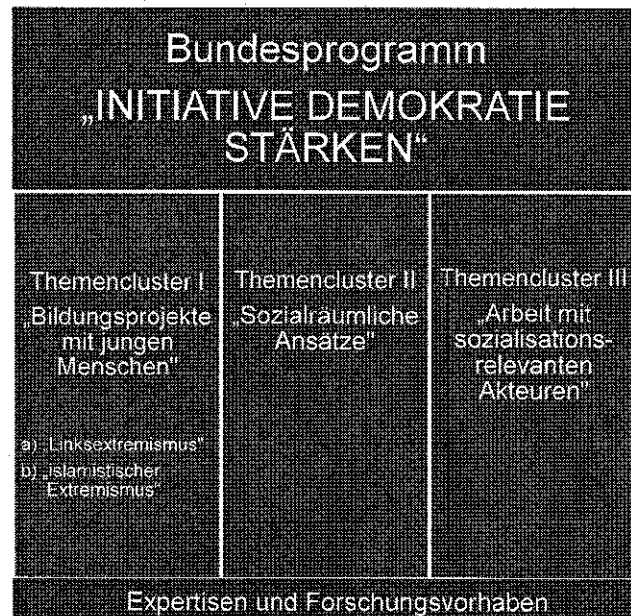 Bundesprogramm
„INITIATIVE DEMOKRATIE
STÄRKEN“
Themencluster I
„Bildungsprojekte
mit jungen
Menschen"
a) „Linksextremismus“
b) „islamistischer
Extremismus“
Themencluster II
„Sozialräumliche
Ansätze"
Themencluster III
„Arbeit mit
sozialisations-
relevanten
Akteuren"
Expertisen und Forschungsvorhaben